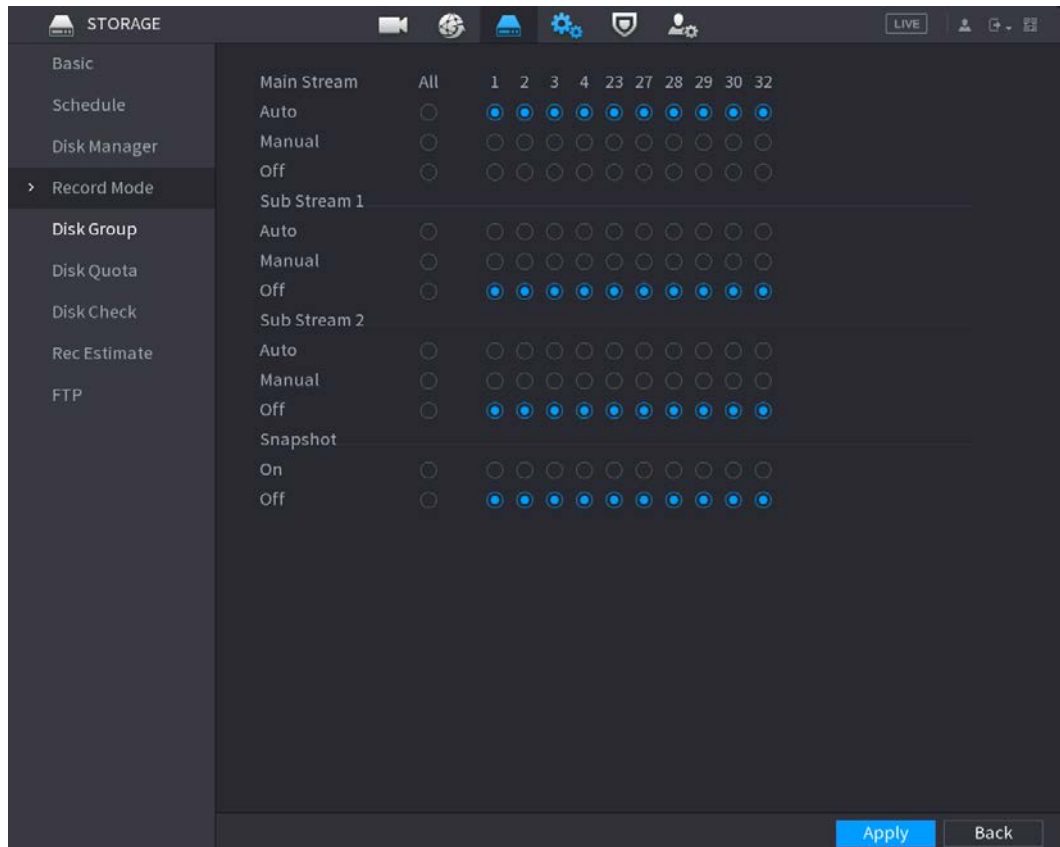 STORAGE LIVE
Basic
Schedule
Disk Manager
Record Mode
Disk Group
Disk Quota
Disk Check
Rec Estimate
FTP
Main Stream All 1 2 3 4 23 27 28 29 30 32
Auto
Manual
Off
Sub Stream 1
Auto
Manual
Off
Sub Stream 2
Auto
Manual
Off
Snapshot
On
Off
Apply Back